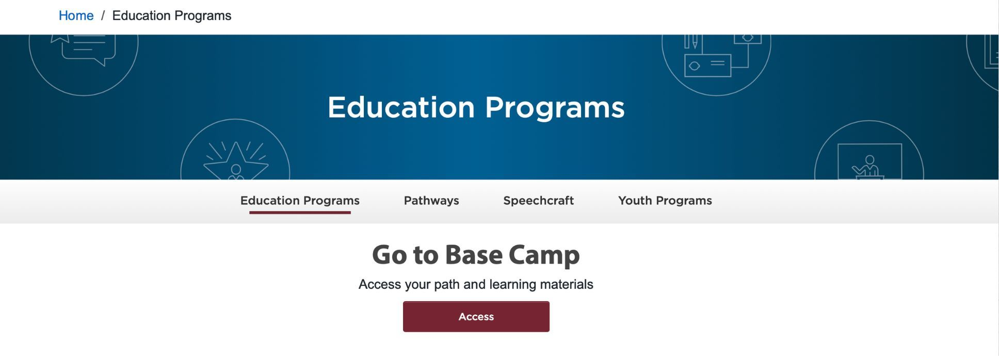 Home / Education Programs
Education Programs
Education Programs Pathways Speechcraft Youth Programs
Go to Base Camp
Access your path and learning materials
Access